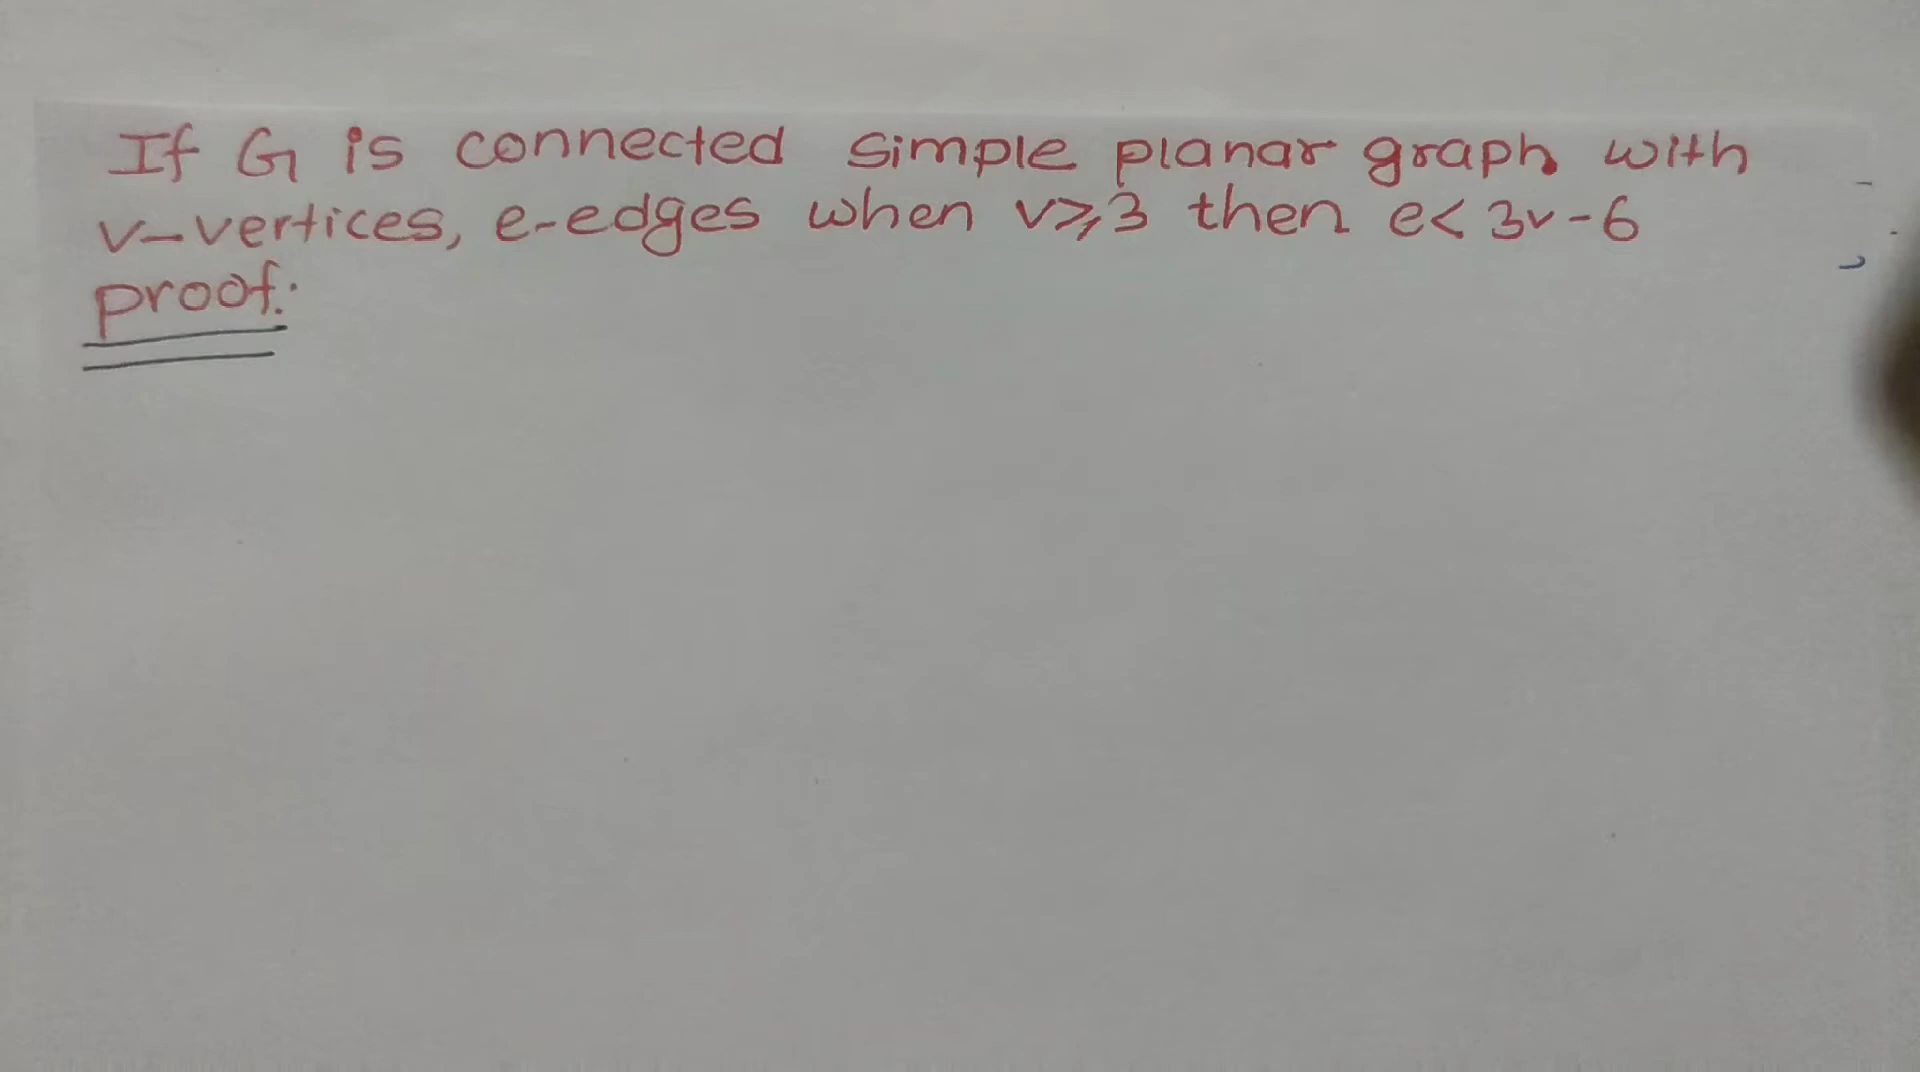 If G is connected simple planar graph with
v-vertices, e-edges when v⩾3 then e< 3v-6
proof: